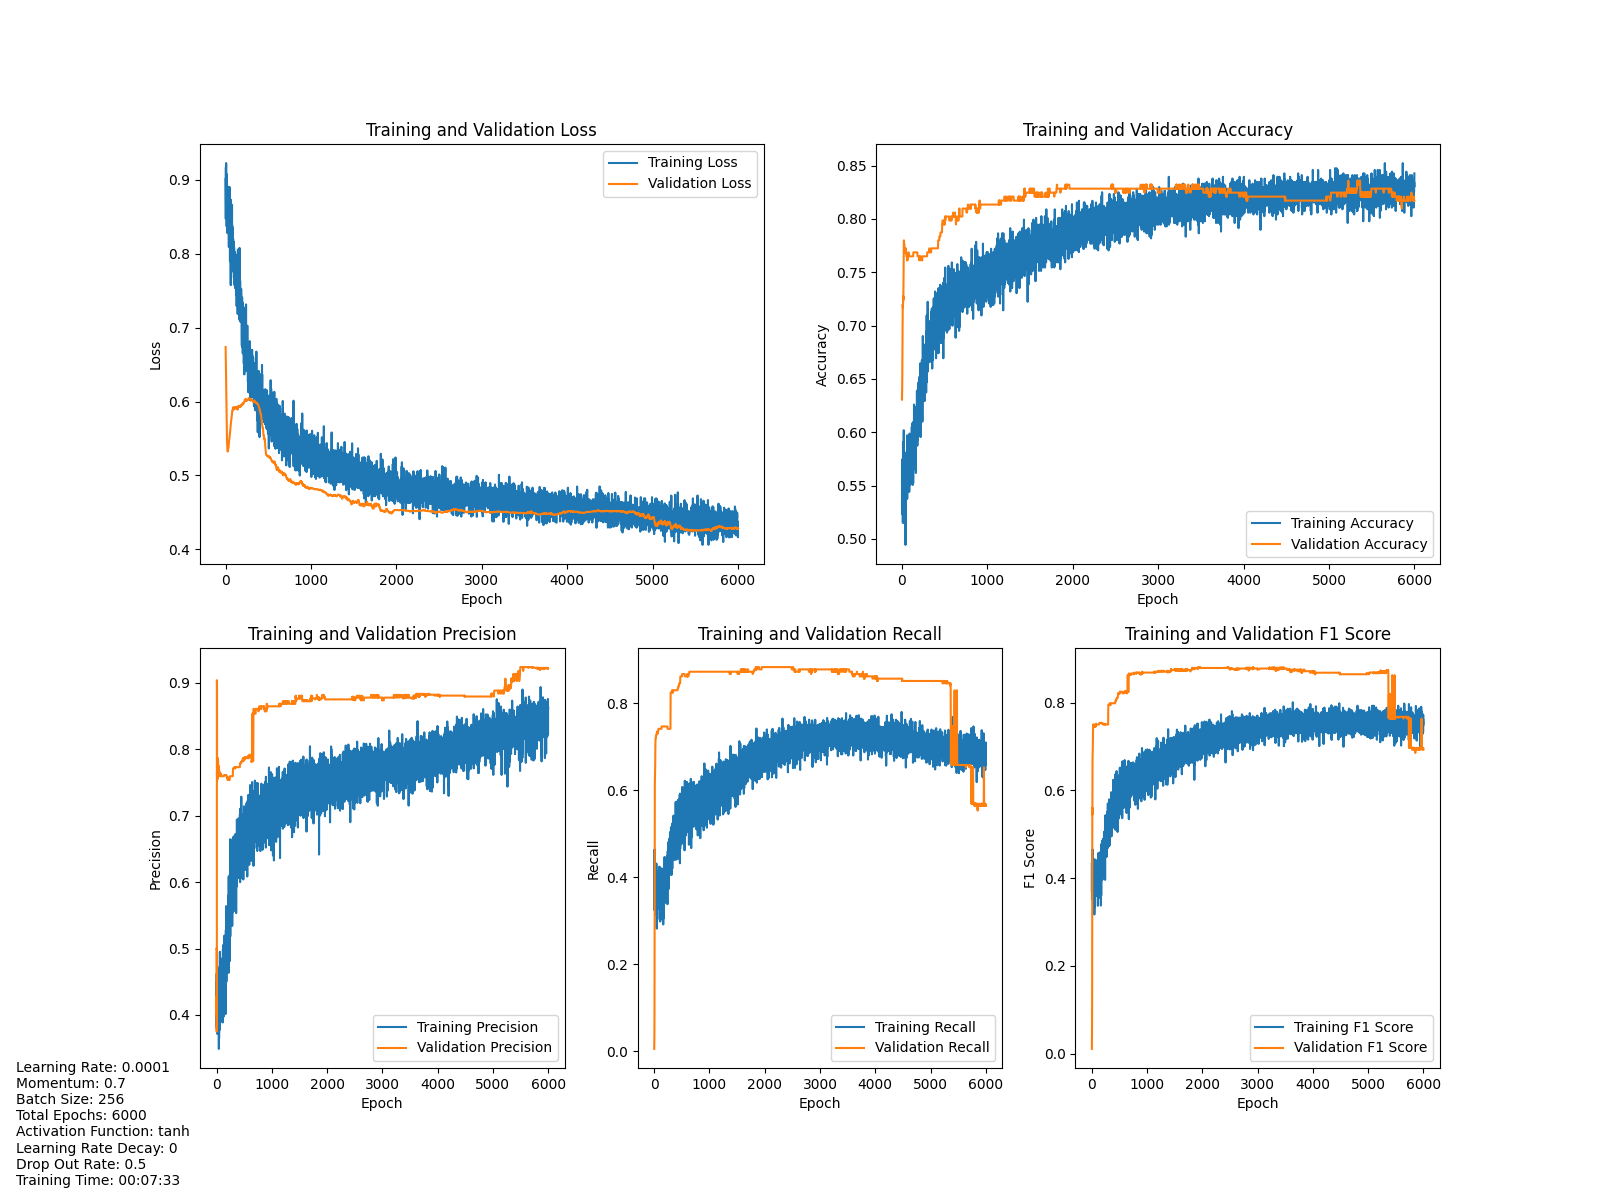 Training and Validation Loss
0.9
0.8
0.7
0.6
0.5
0.4
Loss
0 1000 2000 3000 4000 5000 6000
Epoch
Training Loss
Validation Loss
Training and Validation Accuracy
0.85
0.80
0.75
0.70
0.65
0.60
0.55
0.50
Accuracy
0 1000 2000 3000 4000 5000 6000
Epoch
Training Accuracy
Validation Accuracy
Training and Validation Precision
0.9
0.8
0.7
0.6
0.5
0.4
Precision
0 1000 2000 3000 4000 5000 6000
Epoch
Training Precision
Validation Precision
Training and Validation Recall
0.8
0.6
0.4
0.2
0.0
Recall
0 1000 2000 3000 4000 5000 6000
Epoch
Training Recall
Validation Recall
Training and Validation F1 Score
0.8
0.6
0.4
0.2
0.0
F1 Score
0 1000 2000 3000 4000 5000 6000
Epoch
Training F1 Score
Validation F1 Score
Learning Rate: 0.0001
Momentum: 0.7
Batch Size: 256
Total Epochs: 6000
Activation Function: tanh
Learning Rate Decay: 0
Drop Out Rate: 0.5
Training Time: 00:07:33